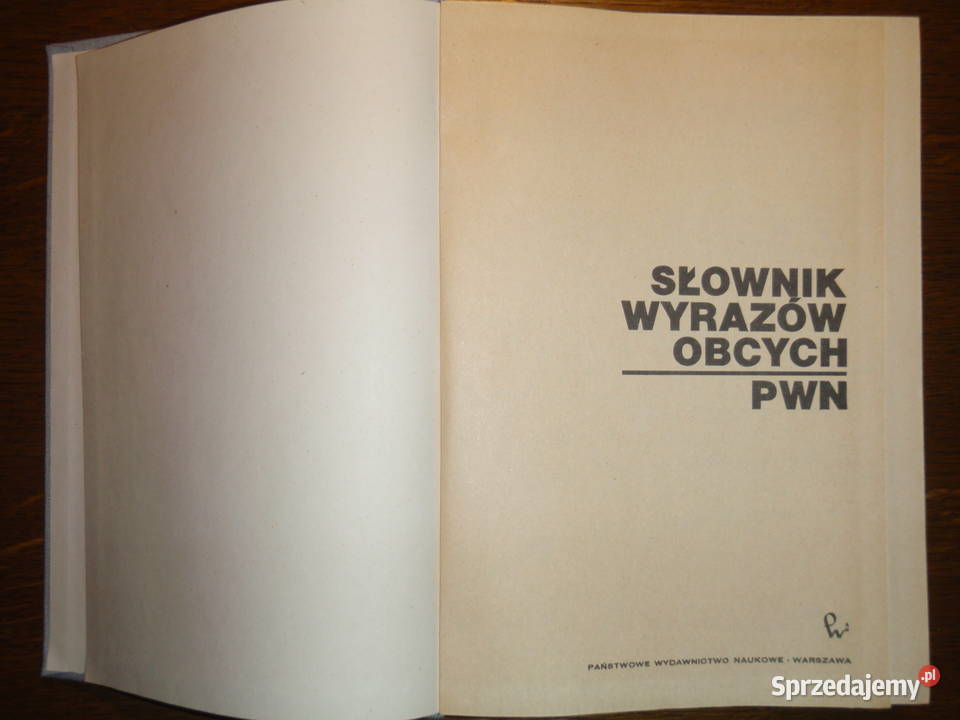 SŁOWNIK
WYRAZÓW
OBCYCH
PWN
PAŃSTWOWE WYDAWNICTWO NAUKOWE · WARSZAWA
Sprzedajemy.pl